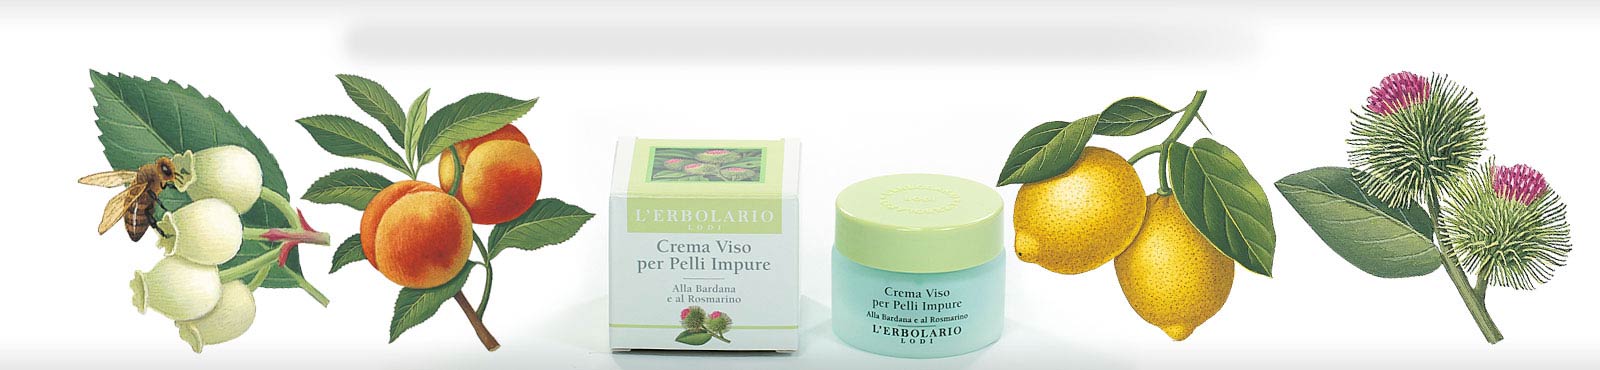 L'ERBOLARIO
LODI
Crema Viso
per Pelli Impure
Alla Bardana
e al Rosmarino
LODI
Crema Viso
per Pelli Impure
Alla Bardana e al Rosmarino
L'ERBOLARIO
LODI